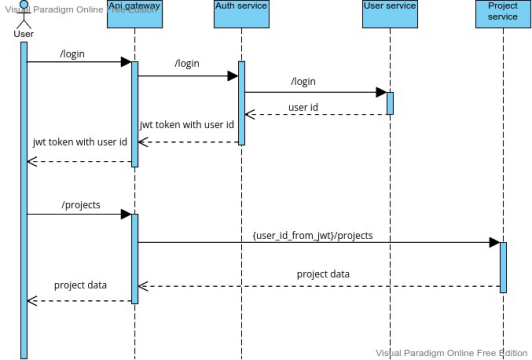 Visual Paradigm Online Free Edition
User
Api gateway
Auth service
User service
Project
service
/login
/login
/login
user id
jwt token with user id
jwt token with user id
/projects
{user_id_from_jwt}/projects
project data
project data
Visual Paradigm Online Free Edition